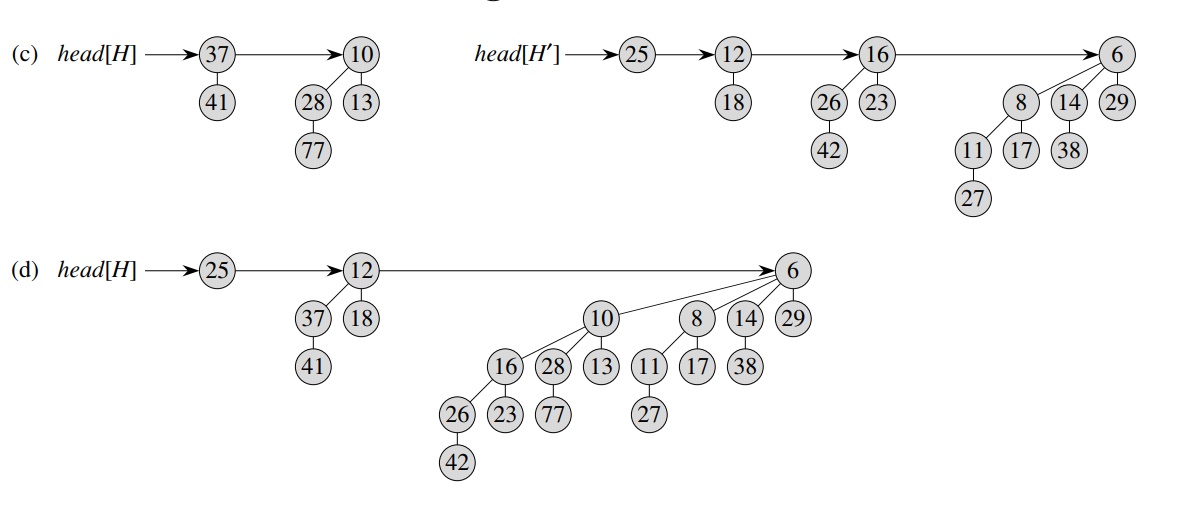 (c) head[H] 37 10 head[H′] 25 12 16 6
41 28 13 18 26 23 8 14 29
77 42 11 17 38
27
(d) head[H] 25 12 6
37 18 10 8 14 29
41 16 28 13 11 17 38
26 23 77 27
42